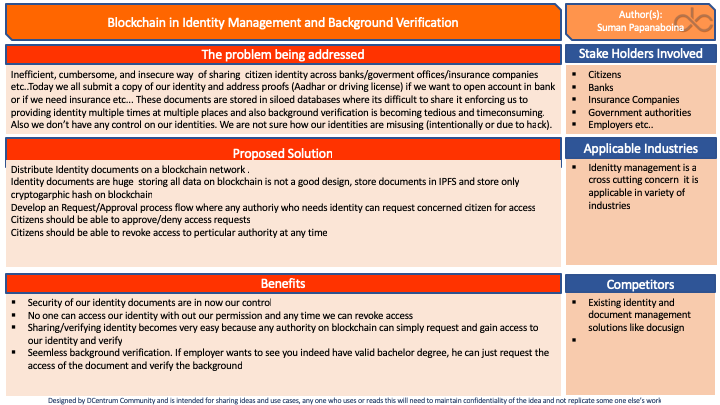 Blockchain in Identity Management and Background Verification
Author(s):
Suman Papanaboina
The problem being addressed
Inefficient, cumbersome, and insecure way of sharing citizen identity across banks/goverment offices/insurance companies
etc..Today we all submit a copy of our identity and address proofs (Aadhar or driving license) if we want to open account in bank
or if we need insurance etc... These documents are stored in siloed databases where its difficult to share it enforcing us to
providing identity multiple times at multiple places and also background verification is becoming tedious and timeconsuming.
Also we don't have any control on our identities. We are not sure how our identities are misusing (intentionally or due to hack).
Stake Holders Involved
▪ Citizens
▪ Banks
▪ Insurance Companies
▪ Government authorities
▪ Employers etc..
Proposed Solution
Distribute Identity documents on a blockchain network .
Identity documents are huge storing all data on blockchain is not a good design, store documents in IPFS and store only
cryptogarphic hash on blockchain
Develop an Request/Approval process flow where any authoriy who needs identity can request concerned citizen for access
Citizens should be able to approve/deny access requests
Citizens should be able to revoke access to perticular authority at any time
Applicable Industries
▪ Idenitty management is a
cross cutting concern it is
applicable in variety of
industries
Benefits
▪ Security of our identity documents are in now our control
▪ No one can access our identity with out our permission and any time we can revoke access
▪ Sharing/verifying identity becomes very easy because any authority on blockchain can simply request and gain access to
our identity and verify
▪ Seemless background verification. If employer wants to see you indeed have valid bachelor degree, he can just request the
access of the document and verify the background
Competitors
▪ Existing identity and
document management
solutions like docusign
▪
Designed by DCentrum Community and is intended for sharing ideas and use cases, any one who uses or reads this will need to maintain confidentiality of the idea and not replicate some one else's work